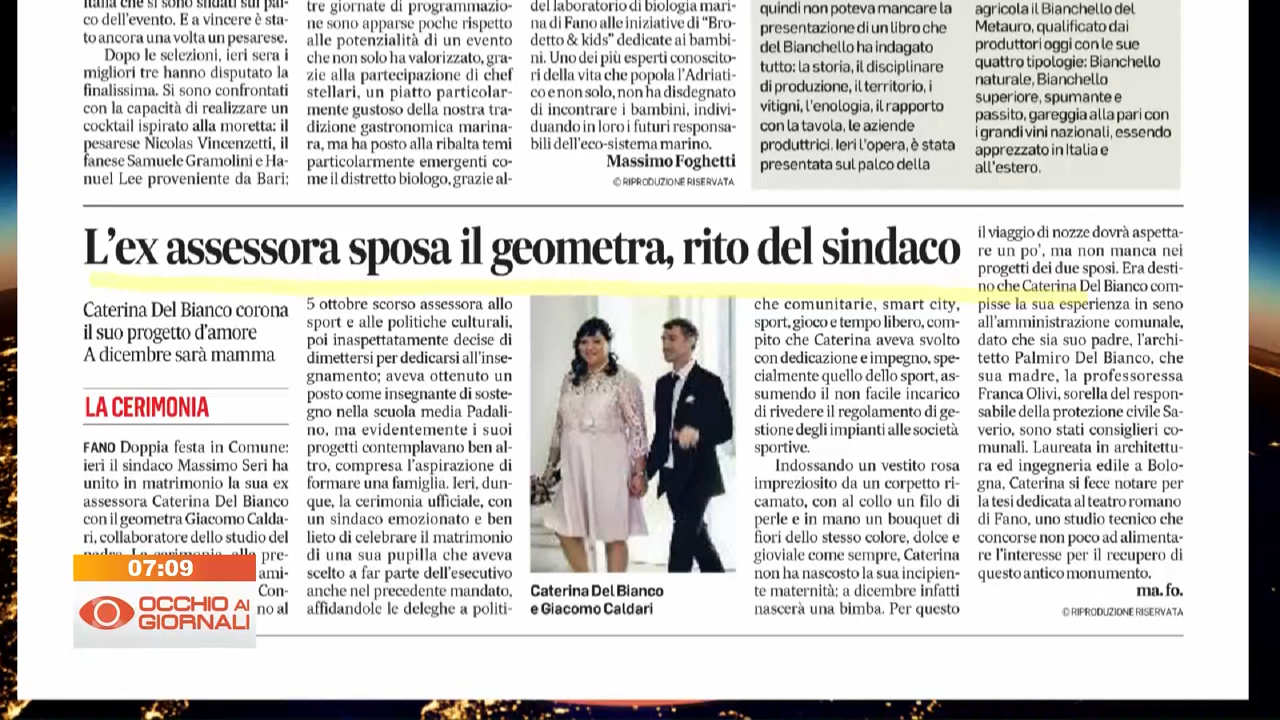 Italia che si sono sfidati sul pal-
co dell'evento. E a vincere è sta-
to ancora una volta un pesarese.
Dopo le selezioni, ieri sera i
migliori tre hanno disputato la
finalissima. Si sono confrontati
con la capacità di realizzare un
cocktail ispirato alla moretta: il
pesarese Nicolas Vincenzetti, il
fanese Samuele Gramolini e Ha-
nuel Lee proveniente da Bari;
tre giornate di programmazio-
ne sono apparse poche rispetto
alle potenzialità di un evento
che non solo ha valorizzato, gra-
zie alla partecipazione di chef
stellari, un piatto particolar-
mente gustoso della nostra tra-
dizione gastronomica marina-
ra, ma ha posto alla ribalta temi
particolarmente emergenti co-
me il distretto biologo, grazie al-
del laboratorio di biologia mari-
na di Fano alle iniziative di "Bro-
detto & kids" dedicate ai bambi-
ni. Uno dei più esperti conoscito-
ri della vita che popola l'Adriati-
co e non solo, non ha disdegnato
di incontrare i bambini, indivi-
duando in loro i futuri responsa-
bili dell'eco-sistema marino.
Massimo Foghetti
© RIPRODUZIONE RISERVATA
quindi non poteva mancare la
presentazione di un libro che
del Bianchello ha indagato
tutto: la storia, il disciplinare
di produzione, il territorio, i
vitigni, l'enologia, il rapporto
con la tavola, le aziende
produttrici. Ieri l'opera, è stata
presentata sul palco della
agricola il Bianchello del
Metauro, qualificato dai
produttori oggi con le sue
quattro tipologie: Bianchello
naturale, Bianchello
superiore, spumante e
passito, gareggia alla pari con
i grandi vini nazionali, essendo
apprezzato in Italia e
all'estero.
L'ex assessora sposa il geometra, rito del sindaco
Caterina Del Bianco corona
il suo progetto d'amore
A dicembre sarà mamma
LA CERIMONIA
FANO Doppia festa in Comune:
ieri il sindaco Massimo Seri ha
unito in matrimonio la sua ex
assessora Caterina Del Bianco
con il geometra Giacomo Calda-
ri, collaboratore dello studio del
padre. La cerimonia, alla pre-
ami-
Con-
no al
5 ottobre scorso assessora allo
sport e alle politiche culturali,
poi inaspettatamente decise di
dimettersi per dedicarsi all'inse-
gnamento; aveva ottenuto un
posto come insegnante di soste-
gno nella scuola media Padali-
no, ma evidentemente i suoi
progetti contemplavano ben al-
tro, compresa l'aspirazione di
formare una famiglia. Ieri, dun-
que, la cerimonia ufficiale, con
un sindaco emozionato e ben
lieto di celebrare il matrimonio
di una sua pupilla che aveva
scelto a far parte dell'esecutivo
anche nel precedente mandato,
affidandole le deleghe a politi-
Caterina Del Bianco
e Giacomo Caldari
che comunitarie, smart city,
sport, gioco e tempo libero, com-
pito che Caterina aveva svolto
con dedicazione e impegno, spe-
cialmente quello dello sport, as-
sumendo il non facile incarico
di rivedere il regolamento di ge-
stione degli impianti alle società
sportive.
Indossando un vestito rosa
impreziosito da un corpetto ri-
camato, con al collo un filo di
perle e in mano un bouquet di
fiori dello stesso colore, dolce e
gioviale come sempre, Caterina
non ha nascosto la sua incipien-
te maternità; a dicembre infatti
nascerà una bimba. Per questo
il viaggio di nozze dovrà aspetta-
re un po', ma non manca nei
progetti dei due sposi. Era desti-
no che Caterina Del Bianco com-
pisse la sua esperienza in seno
all'amministrazione comunale,
dato che sia suo padre, l'archi-
tetto Palmiro Del Bianco, che
sua madre, la professoressa
Franca Olivi, sorella del respon-
sabile della protezione civile Sa-
verio, sono stati consiglieri co-
munali. Laureata in architettu-
ra ed ingegneria edile a Bolo-
gna, Caterina si fece notare per
la tesi dedicata al teatro romano
di Fano, uno studio tecnico che
concorse non poco ad alimenta-
re l'interesse per il recupero di
questo antico monumento.
ma. fo.
© RIPRODUZIONE RISERVATA
07:09
OCCHIO AI
GIORNALI